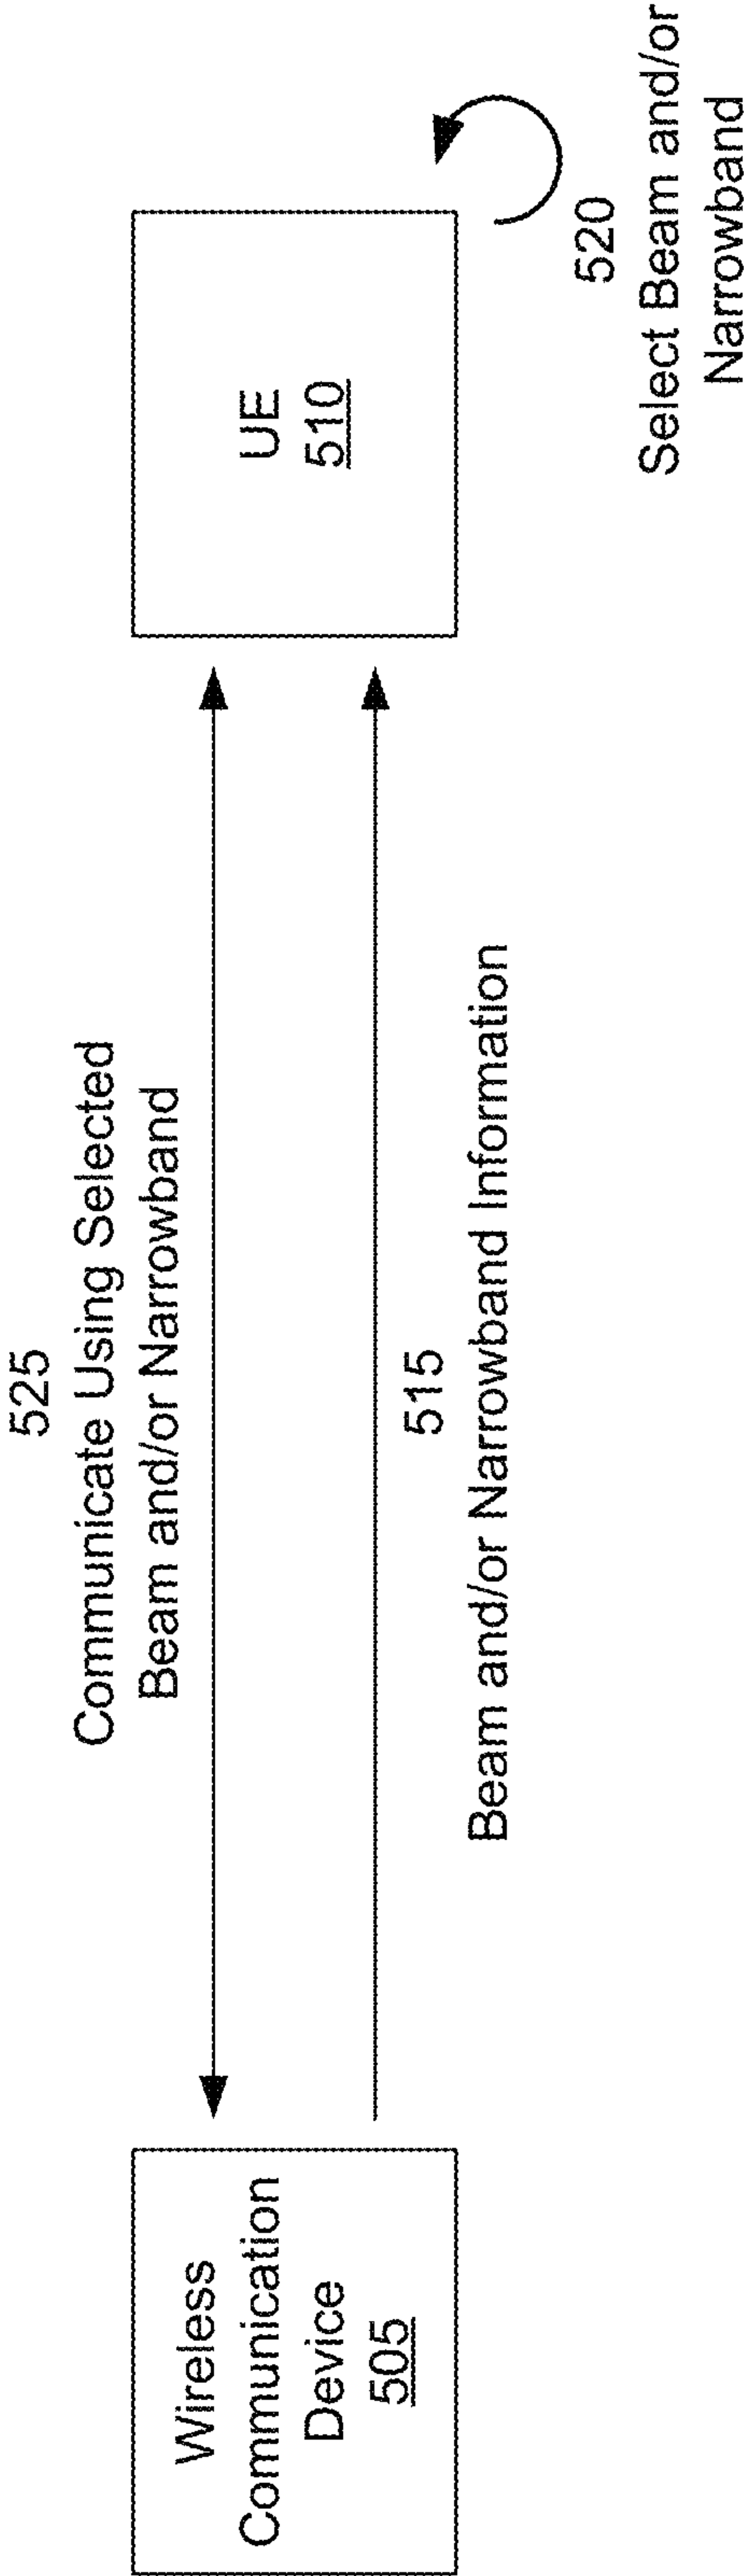 525
Communicate Using Selected
Beam and/or Narrowband
Wireless
Communication
Device
505
UE
510
515
Beam and/or Narrowband Information
520
Select Beam and/or
Narrowband